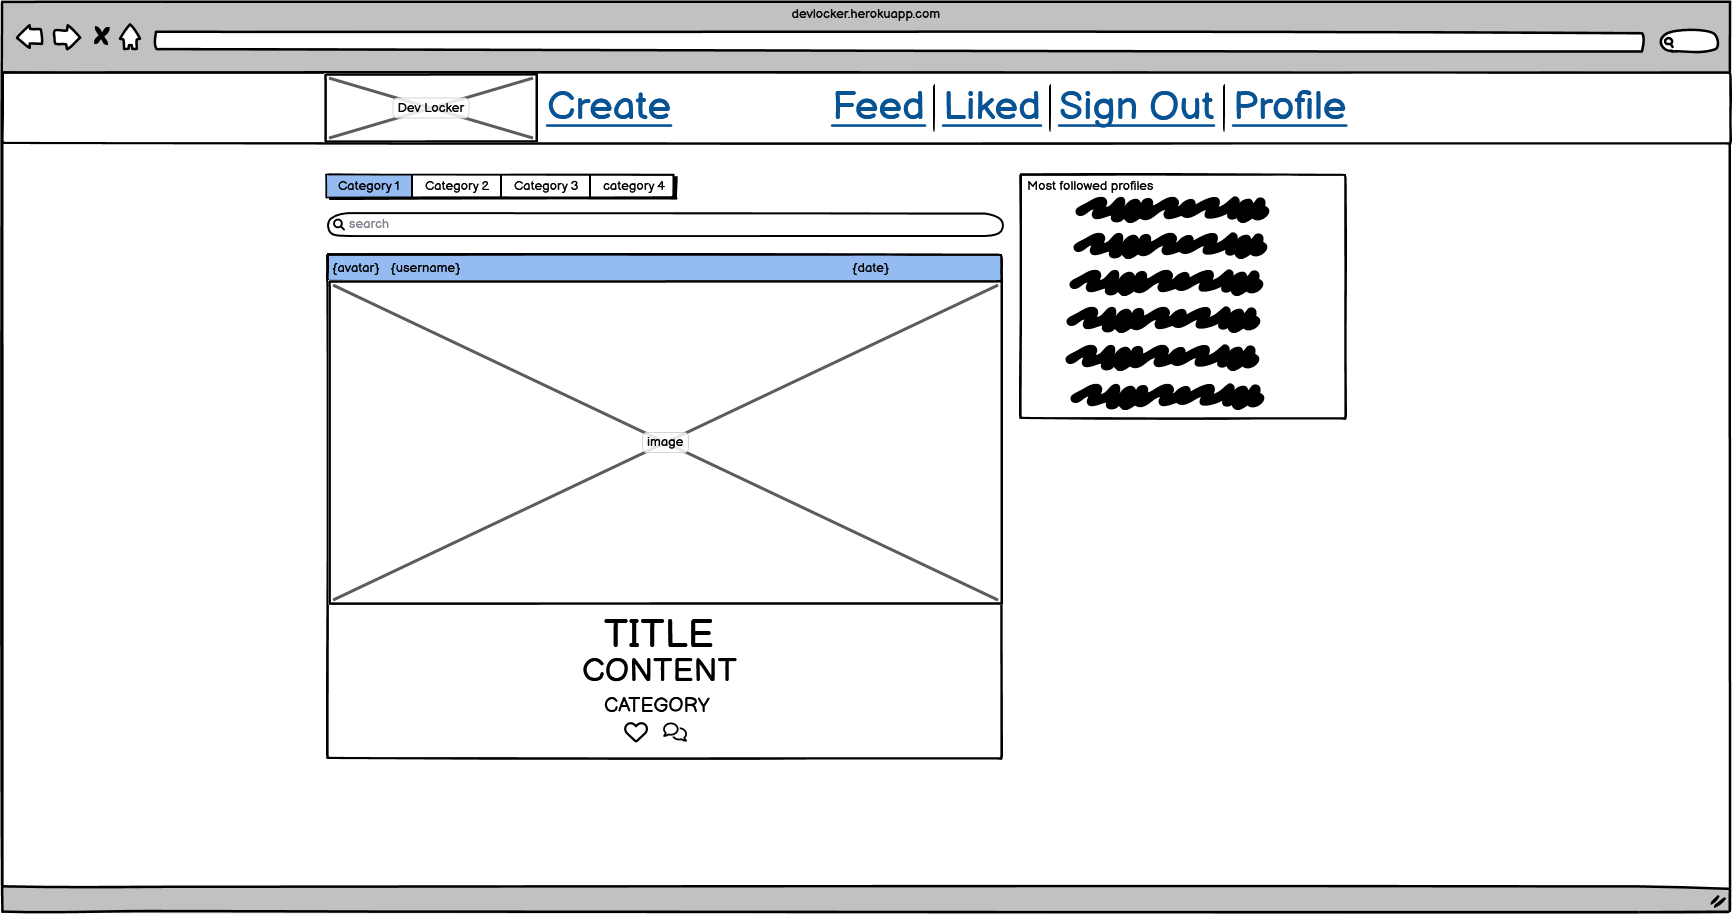 devlocker.herokuapp.com
Dev Locker
Create
Feed Liked Sign Out Profile
Category 1 Category 2 Category 3 category 4
search
{avatar} {username} {date}
image
TITLE
CONTENT
CATEGORY
Most followed profiles